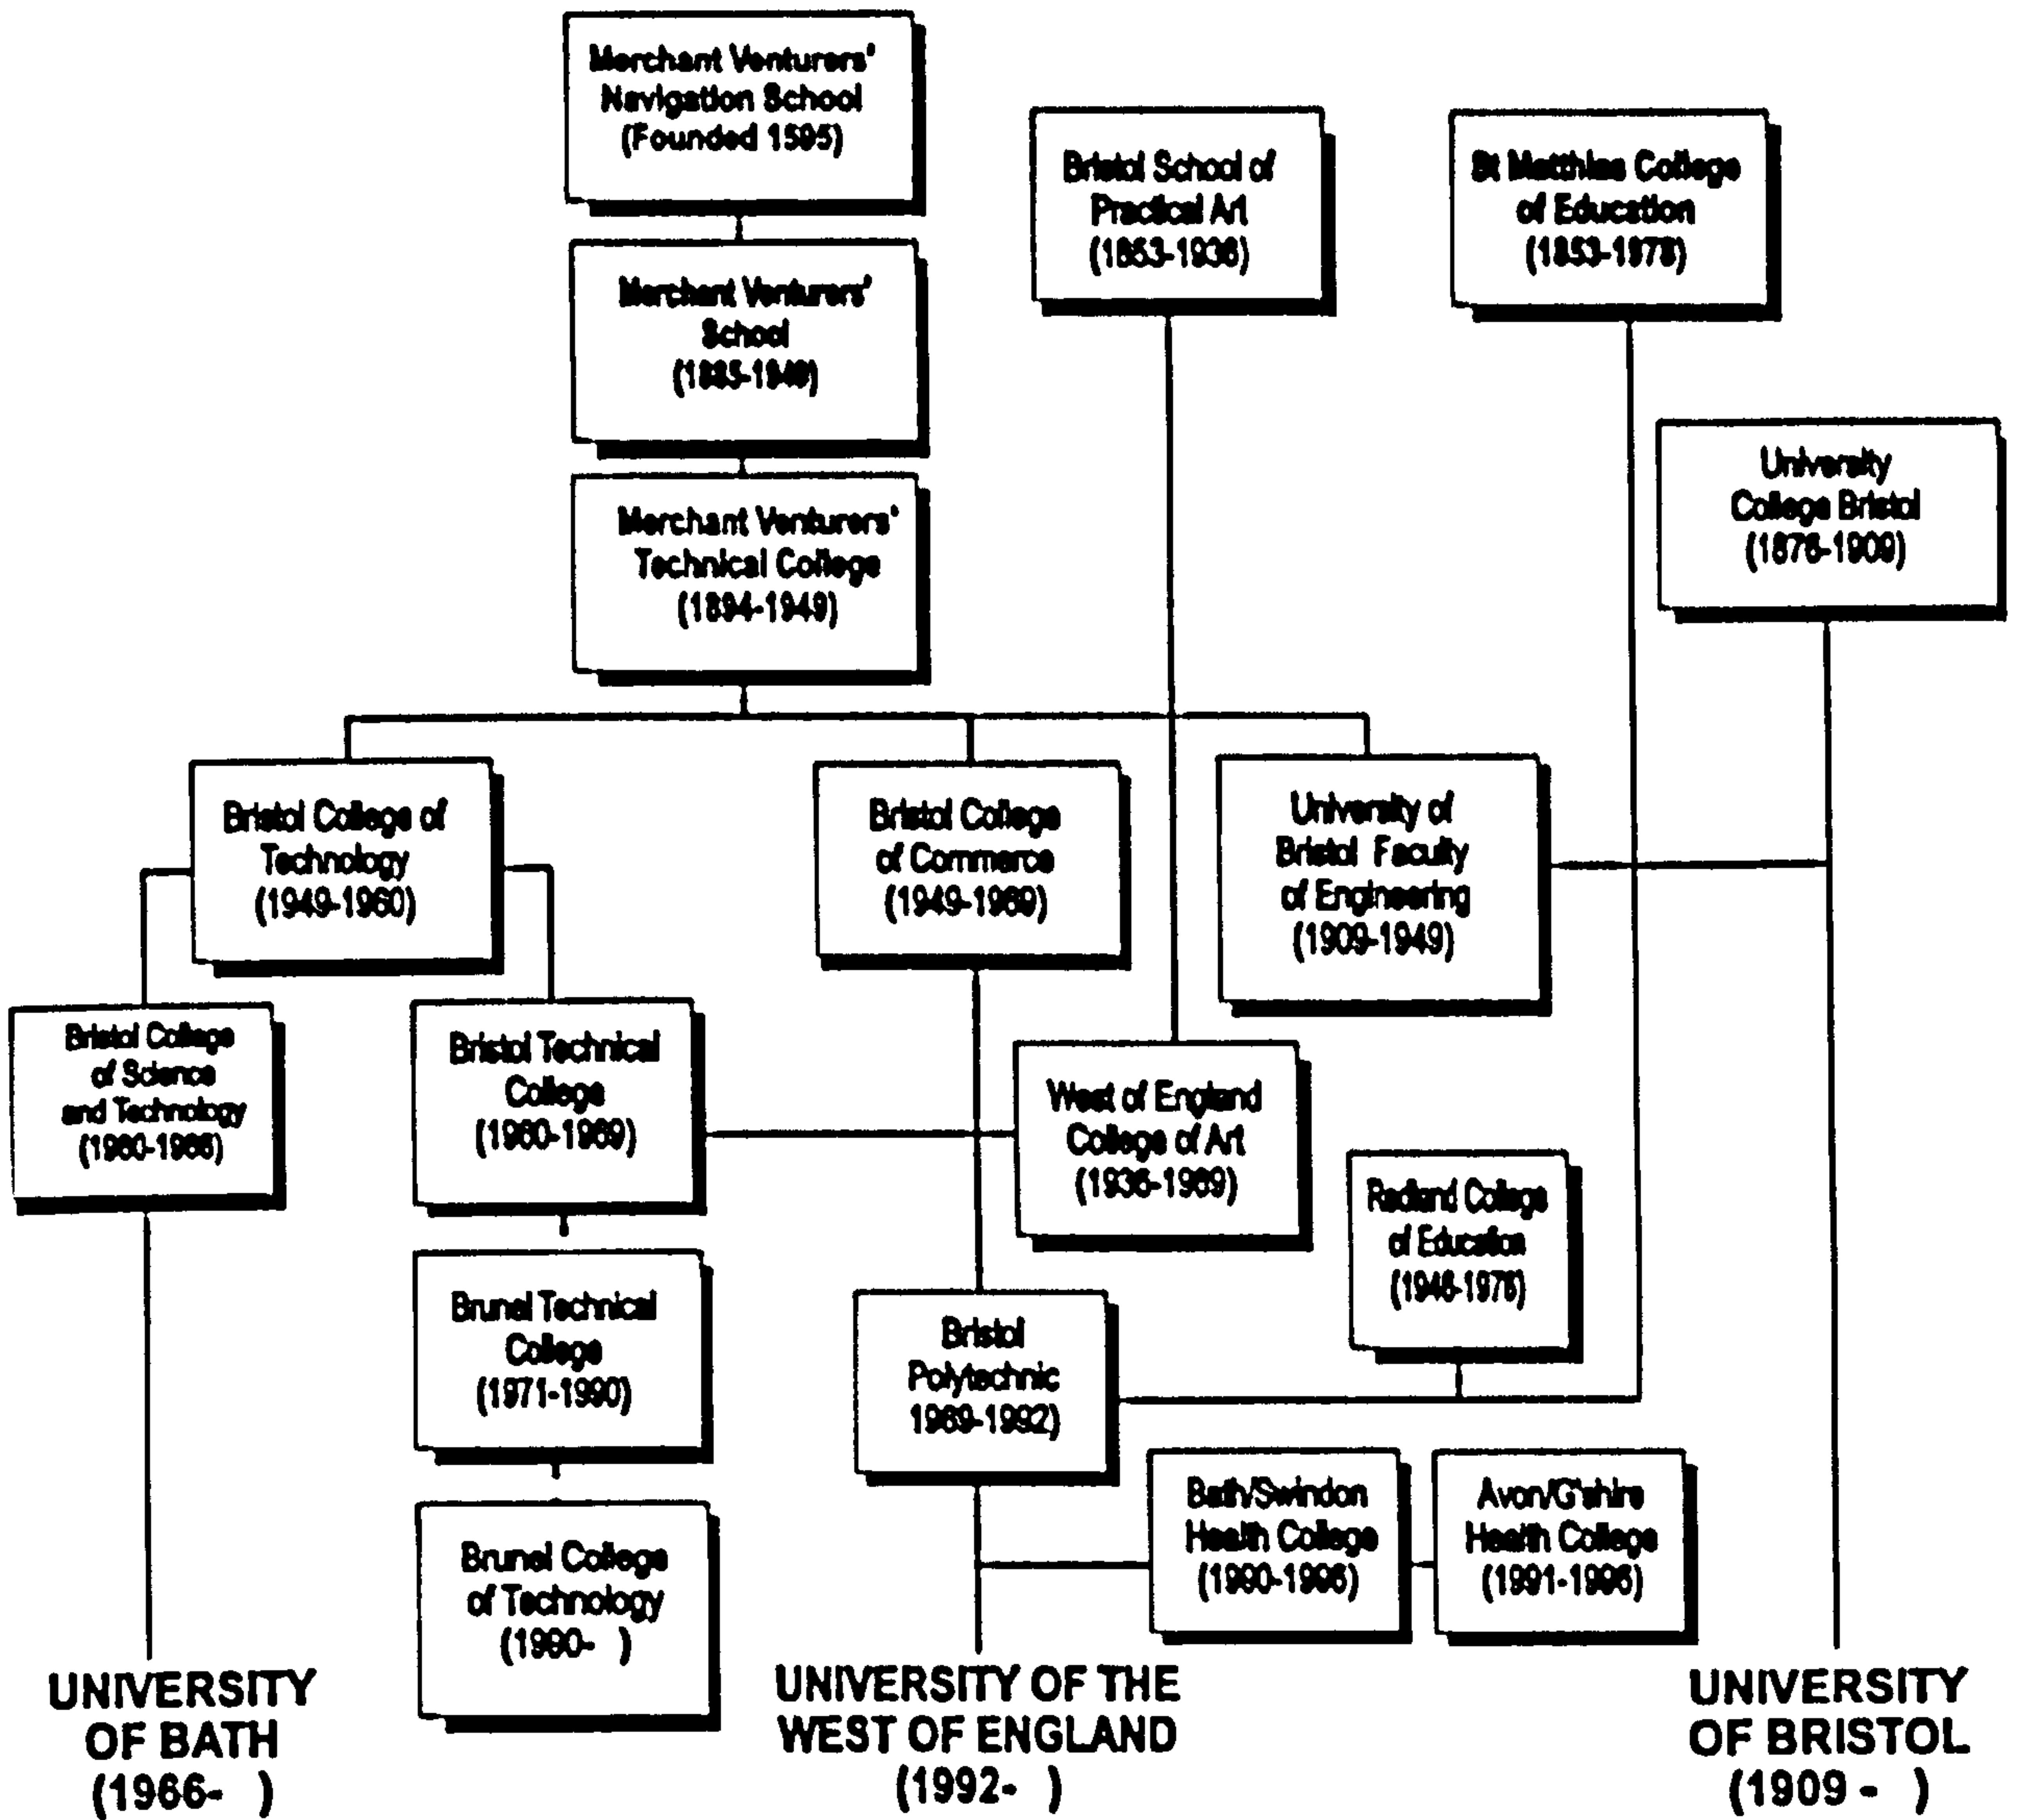 Merchant Venturers'
Navigation School
(Founded 1595)
Bristol School of
Practical Art
(1853-1936)
St Matthias College
of Education
(1853-1978)
Merchant Venturers'
School
(1885-1949)
University
College Bristol
(1876-1909)
Merchant Venturers'
Technical College
(1894-1949)
Bristol College of
Technology
(1949-1960)
Bristol College
of Commerce
(1949-1969)
University of
Bristol Faculty
of Engineering
(1909-1949)
Bristol College
of Science
and Technology
(1960-1966)
Bristol Technical
College
(1960-1969)
West of England
College of Art
(1936-1969)
Redland College
of Education
Brunel Technical
College
(1971-1990)
Bristol
Polytechnic
1969-1992)
Bath/Swindon
Health College
Avon/G'shire
Health College
Brunel College
of Technology
(1990- )
UNIVERSITY
OF BATH
(1966- )
UNIVERSITY OF THE
WEST OF ENGLAND
(1992- )
UNIVERSITY
OF BRISTOL
(1909 - )